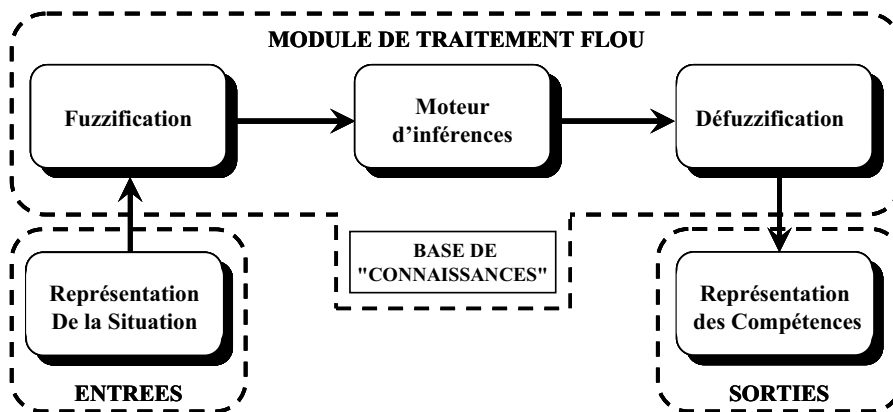 MODULE DE TRAITEMENT FLOU
Fuzzification
Moteur
d'inférences
Défuzzification
BASE DE
"CONNAISSANCES"
Représentation
De la Situation
Représentation
des Compétences
ENTREES
SORTIES